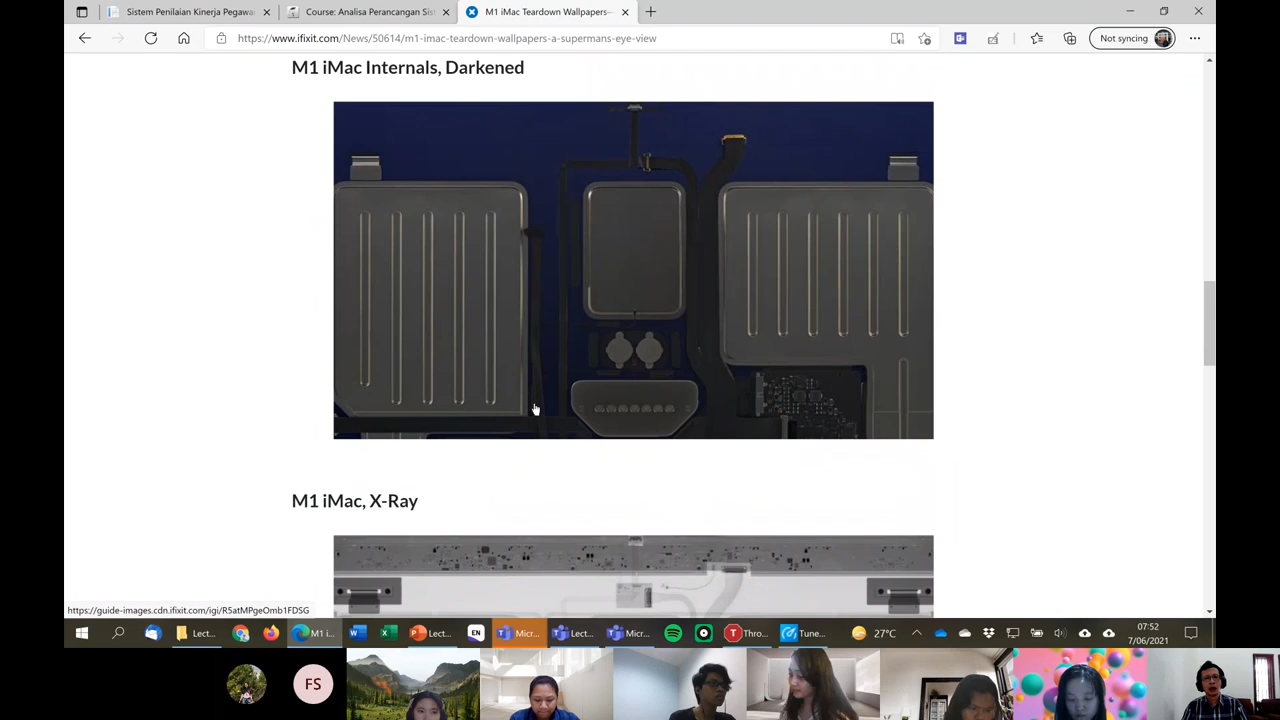 Sistem Penilaian Kinerja Pegawa
Course: Analisa Perancangan Sis
M1 iMac Teardown Wallpapers—
https://www.ifixit.com/News/50614/m1-imac-teardown-wallpapers-a-supermans-eye-view
Not syncing
M1 iMac Internals, Darkened
M1 iMac, X-Ray
https://guide-images.cdn.ifixit.com/igi/R5atMPgeOmb1FDSG
Lect...
M1 i...
Lect...
EN
Micr...
Lect...
Micr...
Thro...
Tune...
27°C
07:52
7/06/2021
FS